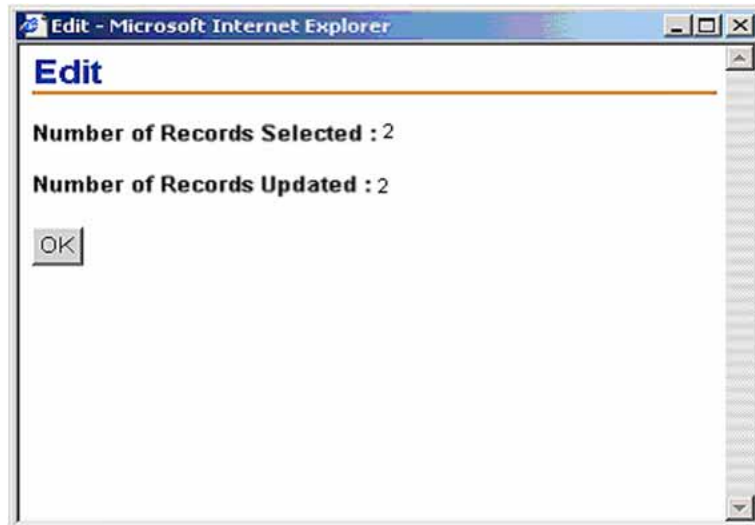 Edit - Microsoft Internet Explorer
Edit
Number of Records Selected : 2
Number of Records Updated : 2
OK